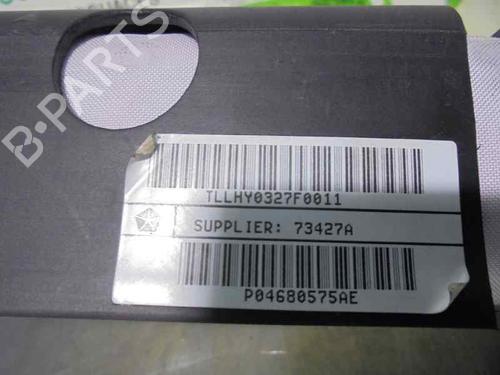 B-PARTS
TLLHY0327F0011
SUPPLIER: 73427A
P04680575AE